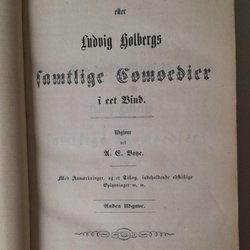 eller
Ludvig Holbergs
samtlige Comoedier
i eet Bind.
Udgivne
ved
A. E. Boye.
Med Anmærkninger, og et Tillæg, indeholdende adskillige
Oplysninger m. m.
Anden Udgave.